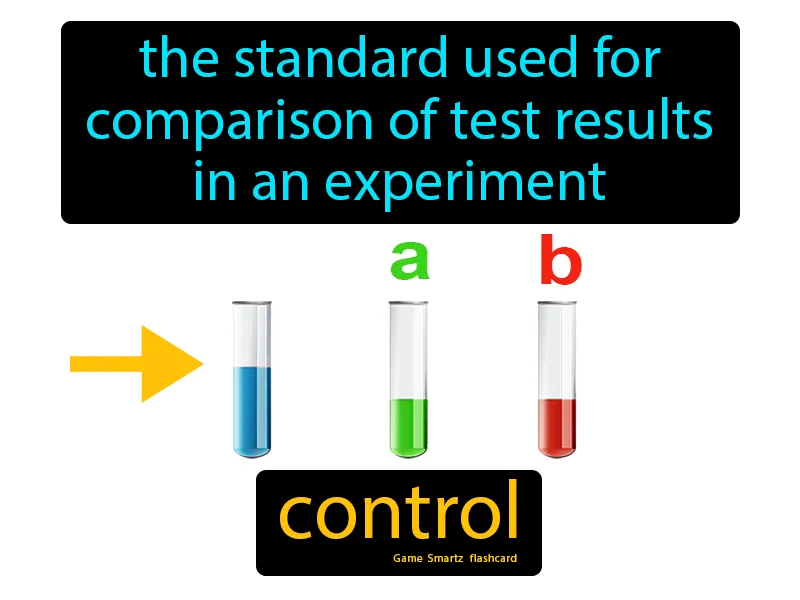 the standard used for
comparison of test results
in an experiment
a b
control
Game Smartz flashcard